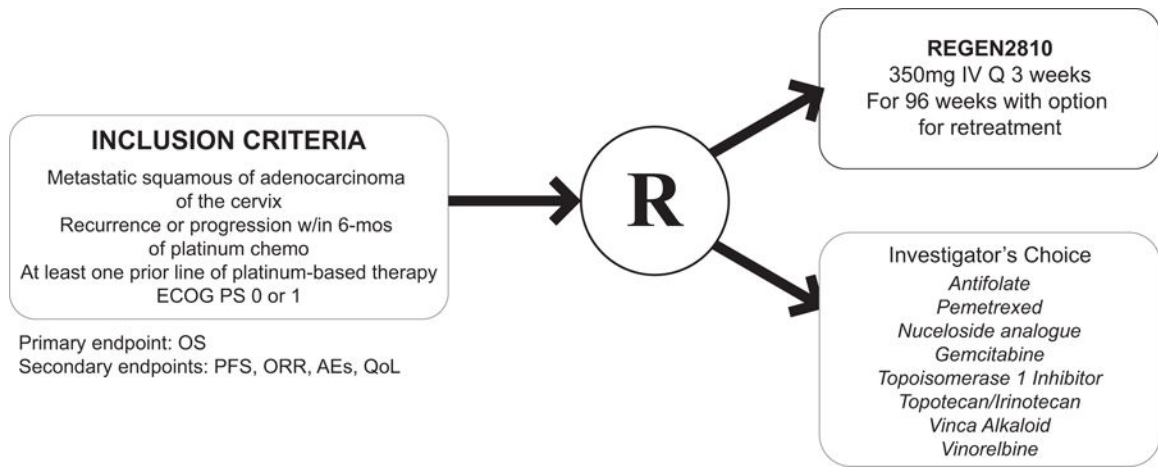 INCLUSION CRITERIA
Metastatic squamous of adenocarcinoma
of the cervix
Recurrence or progression w/in 6-mos
of platinum chemo
At least one prior line of platinum-based therapy
ECOG PS 0 or 1
Primary endpoint: OS
Secondary endpoints: PFS, ORR, AEs, QoL
R
REGEN2810
350mg IV Q 3 weeks
For 96 weeks with option
for retreatment
Investigator's Choice
Antifolate
Pemetrexed
Nuceloside analogue
Gemcitabine
Topoisomerase 1 Inhibitor
Topotecan/Irinotecan
Vinca Alkaloid
Vinorelbine